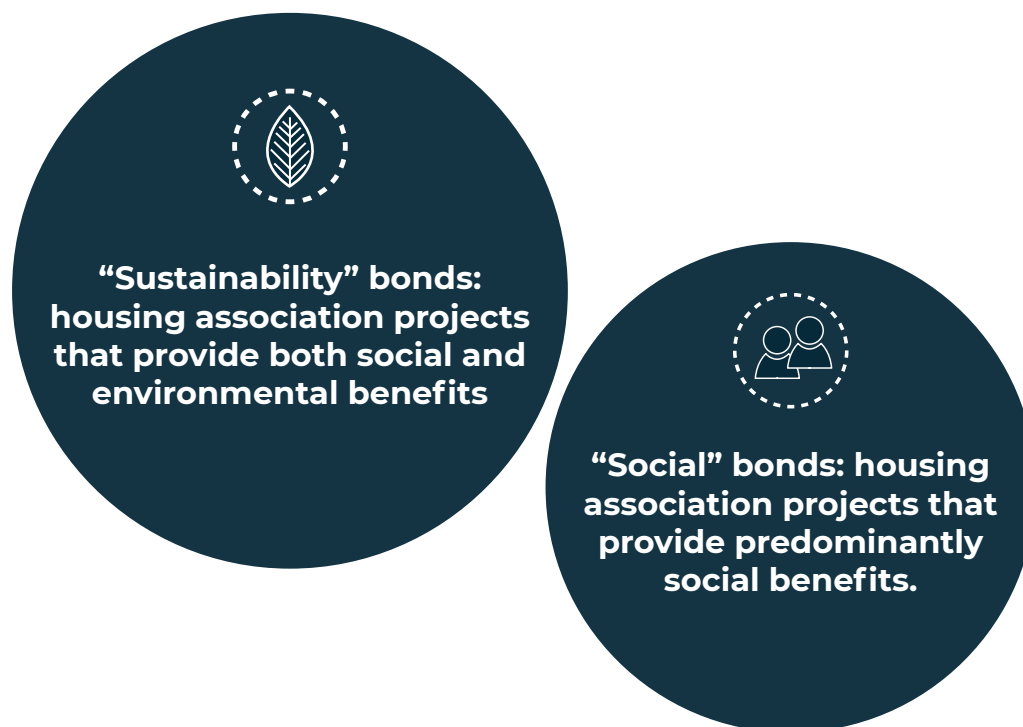 “Sustainability” bonds:
housing association projects
that provide both social and
environmental benefits
“Social” bonds: housing
association projects that
provide predominantly
social benefits.